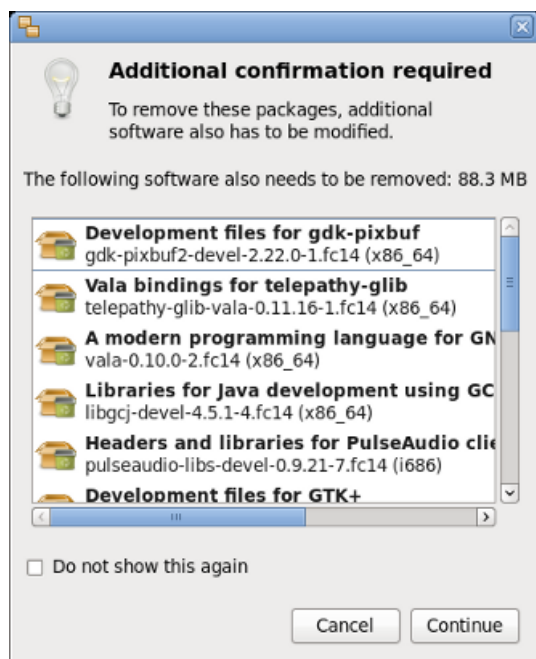 Additional confirmation required
To remove these packages, additional
software also has to be modified.
The following software also needs to be removed: 88.3 MB
Development files for gdk-pixbuf
gdk-pixbuf2-devel-2.22.0-1.fc14 (x86_64)
Vala bindings for telepathy-glib
telepathy-glib-vala-0.11.16-1.fc14 (x86_64)
A modern programming language for GN
vala-0.10.0-2.fc14 (x86_64)
Libraries for Java development using GC
libgcj-devel-4.5.1-4.fc14 (x86_64)
Headers and libraries for PulseAudio clie
pulseaudio-libs-devel-0.9.21-7.fc14 (i686)
Development files for GTK+
Do not show this again
Cancel
Continue